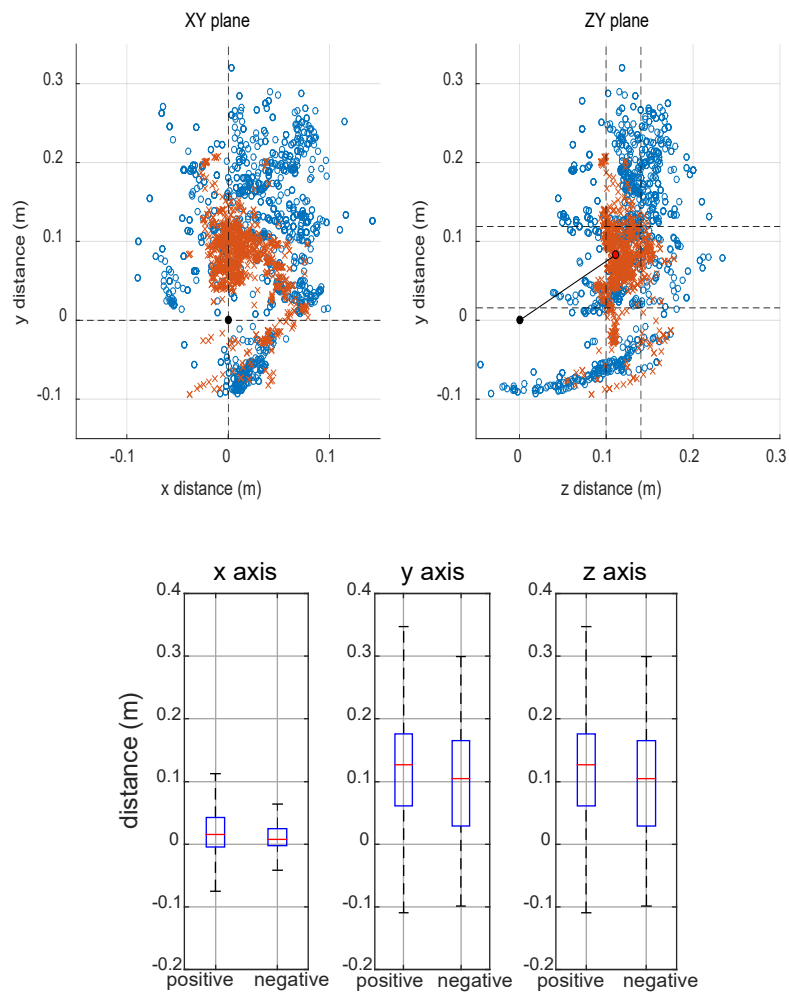 XY plane
ZY plane
0.3
0.2
0.1
0
-0.1
y distance (m)
-0.1
0
0.1
x distance (m)
0.3
0.2
0.1
0
-0.1
y distance (m)
0
0.1
0.2
0.3
z distance (m)
x axis
y axis
z axis
distance (m)
0.4
0.3
0.2
0.1
0
-0.1
-0.2
positive negative
0.4
0.3
0.2
0.1
0
-0.1
-0.2
positive negative
0.4
0.3
0.2
0.1
0
-0.1
-0.2
positive negative